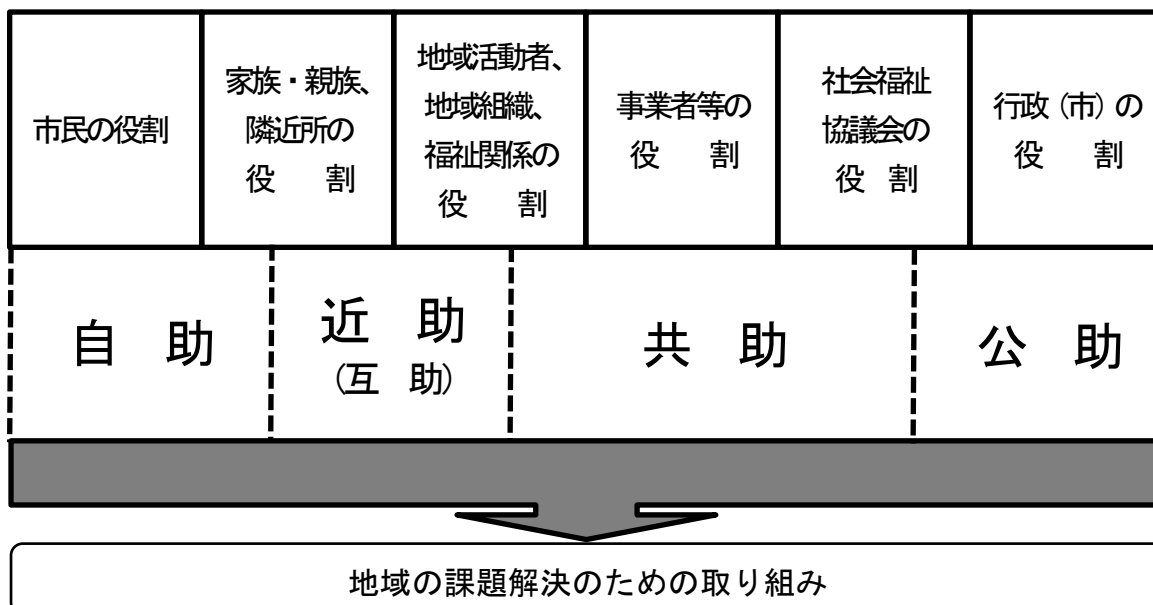 市民の役割
家族・親族、
隣近所の
役　割
地域活動者、
地域組織、
福祉関係の
役　割
事業者等の
役　割
社会福祉
協議会の
役　割
行政（市）の
役　割
自　助
近　助
（互　助）
共　助
公　助
地域の課題解決のための取り組み